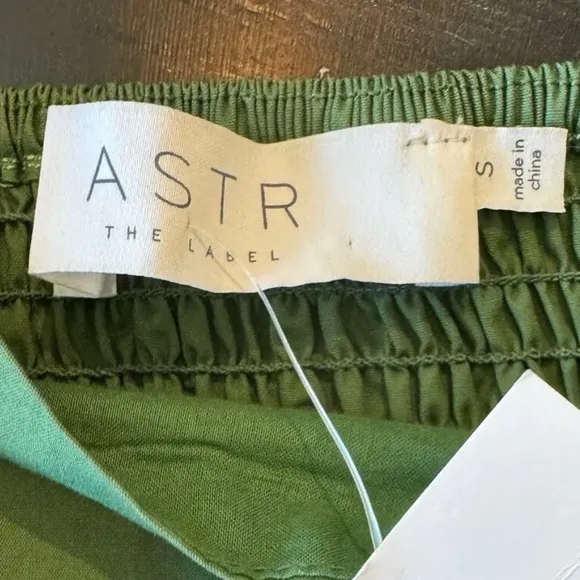 ASTR
THE LABEL
S
made in
china